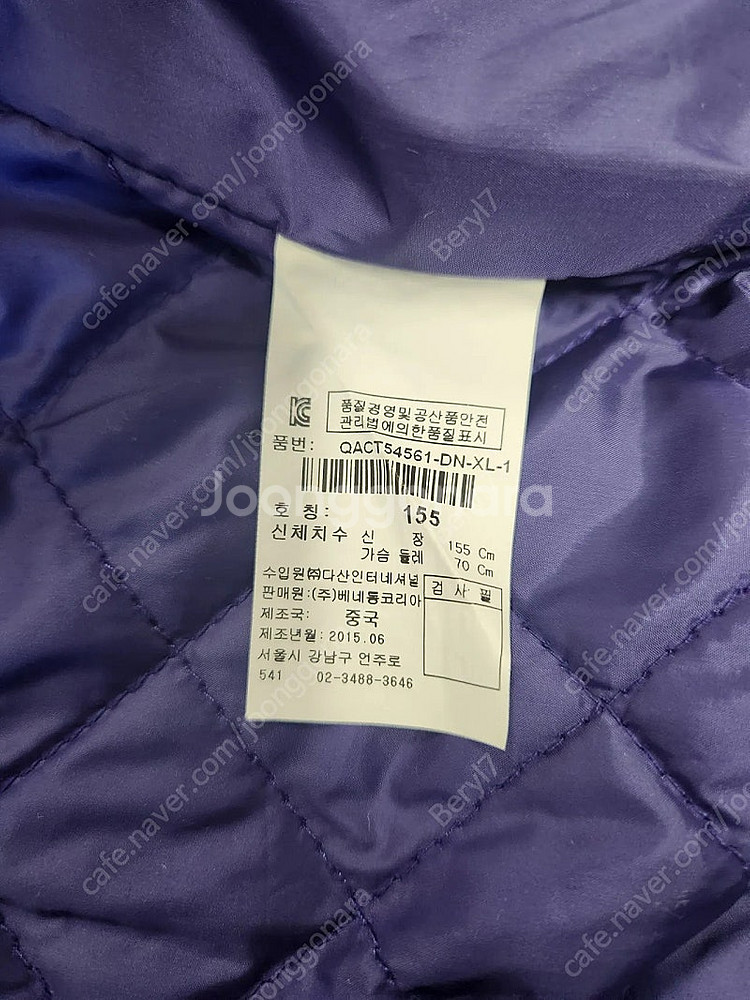 KC
품질경영및공산품안전
관리법에의한품질표시
품번: QACT54561-DN-XL-1
호 칭: 155
신체치수 신 장 155 Cm
가슴 둘레 70 Cm
수입원㈜다산인터네셔널
판매원:(주)베네통코리아
검 사 필
제조국: 중국
제조년월: 2015.06
서울시 강남구 언주로
541 02-3488-3646
Joonggonara
cafe.naver.com/joonggonara
Beryl7